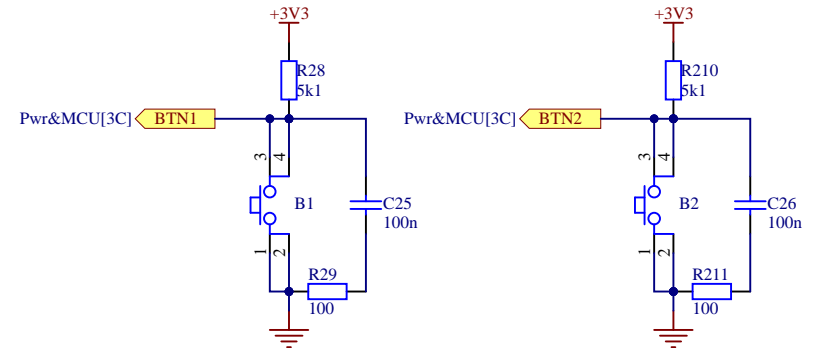 +3V3
R28
5k1
Pwr&MCU[3C]
BTN1
3
4
B1
C25
100n
1
2
R29
100
+3V3
R210
5k1
Pwr&MCU[3C]
BTN2
3
4
B2
C26
100n
1
2
R211
100